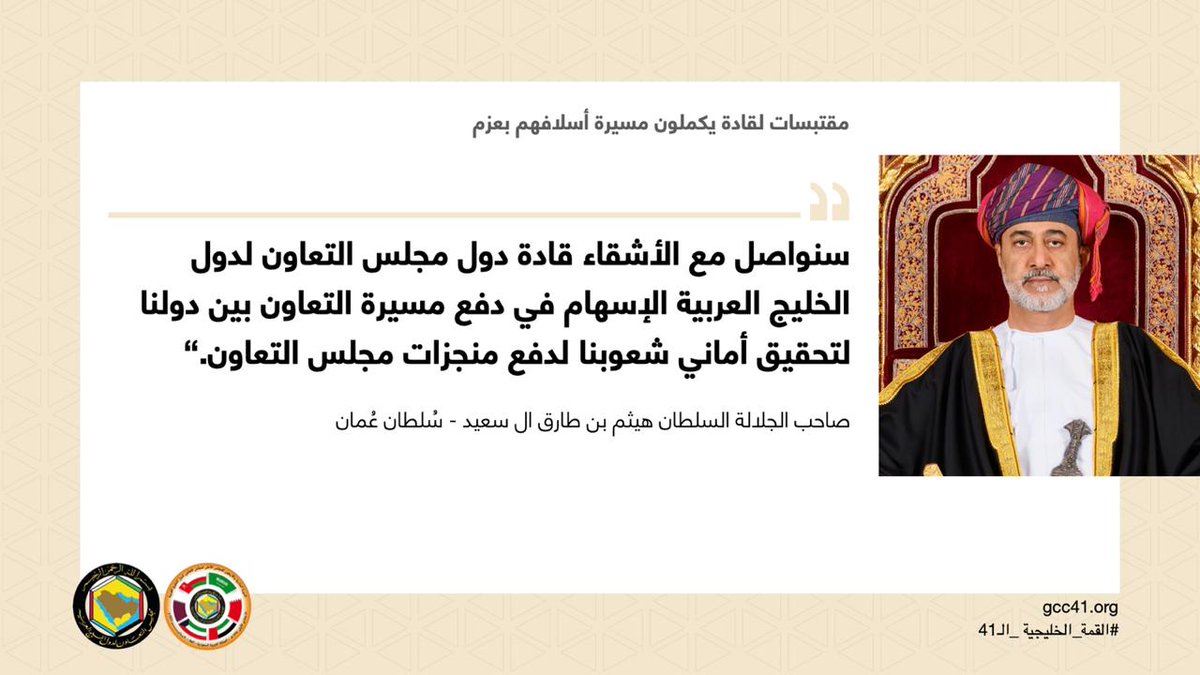 مقتبسات لقادة يكملون مسيرة أسلافهم بعزم
سنواصل مع الأشقاء قادة دول مجلس التعاون لدول
الخليج العربية الإسهام في دفع مسيرة التعاون بين دولنا
لتحقيق أماني شعوبنا لدفع منجزات مجلس التعاون.“
صاحب الجلالة السلطان هيثم بن طارق ال سعيد - سُلطان عُمان
gcc41.org
#القمة_الخليجية _الـ41